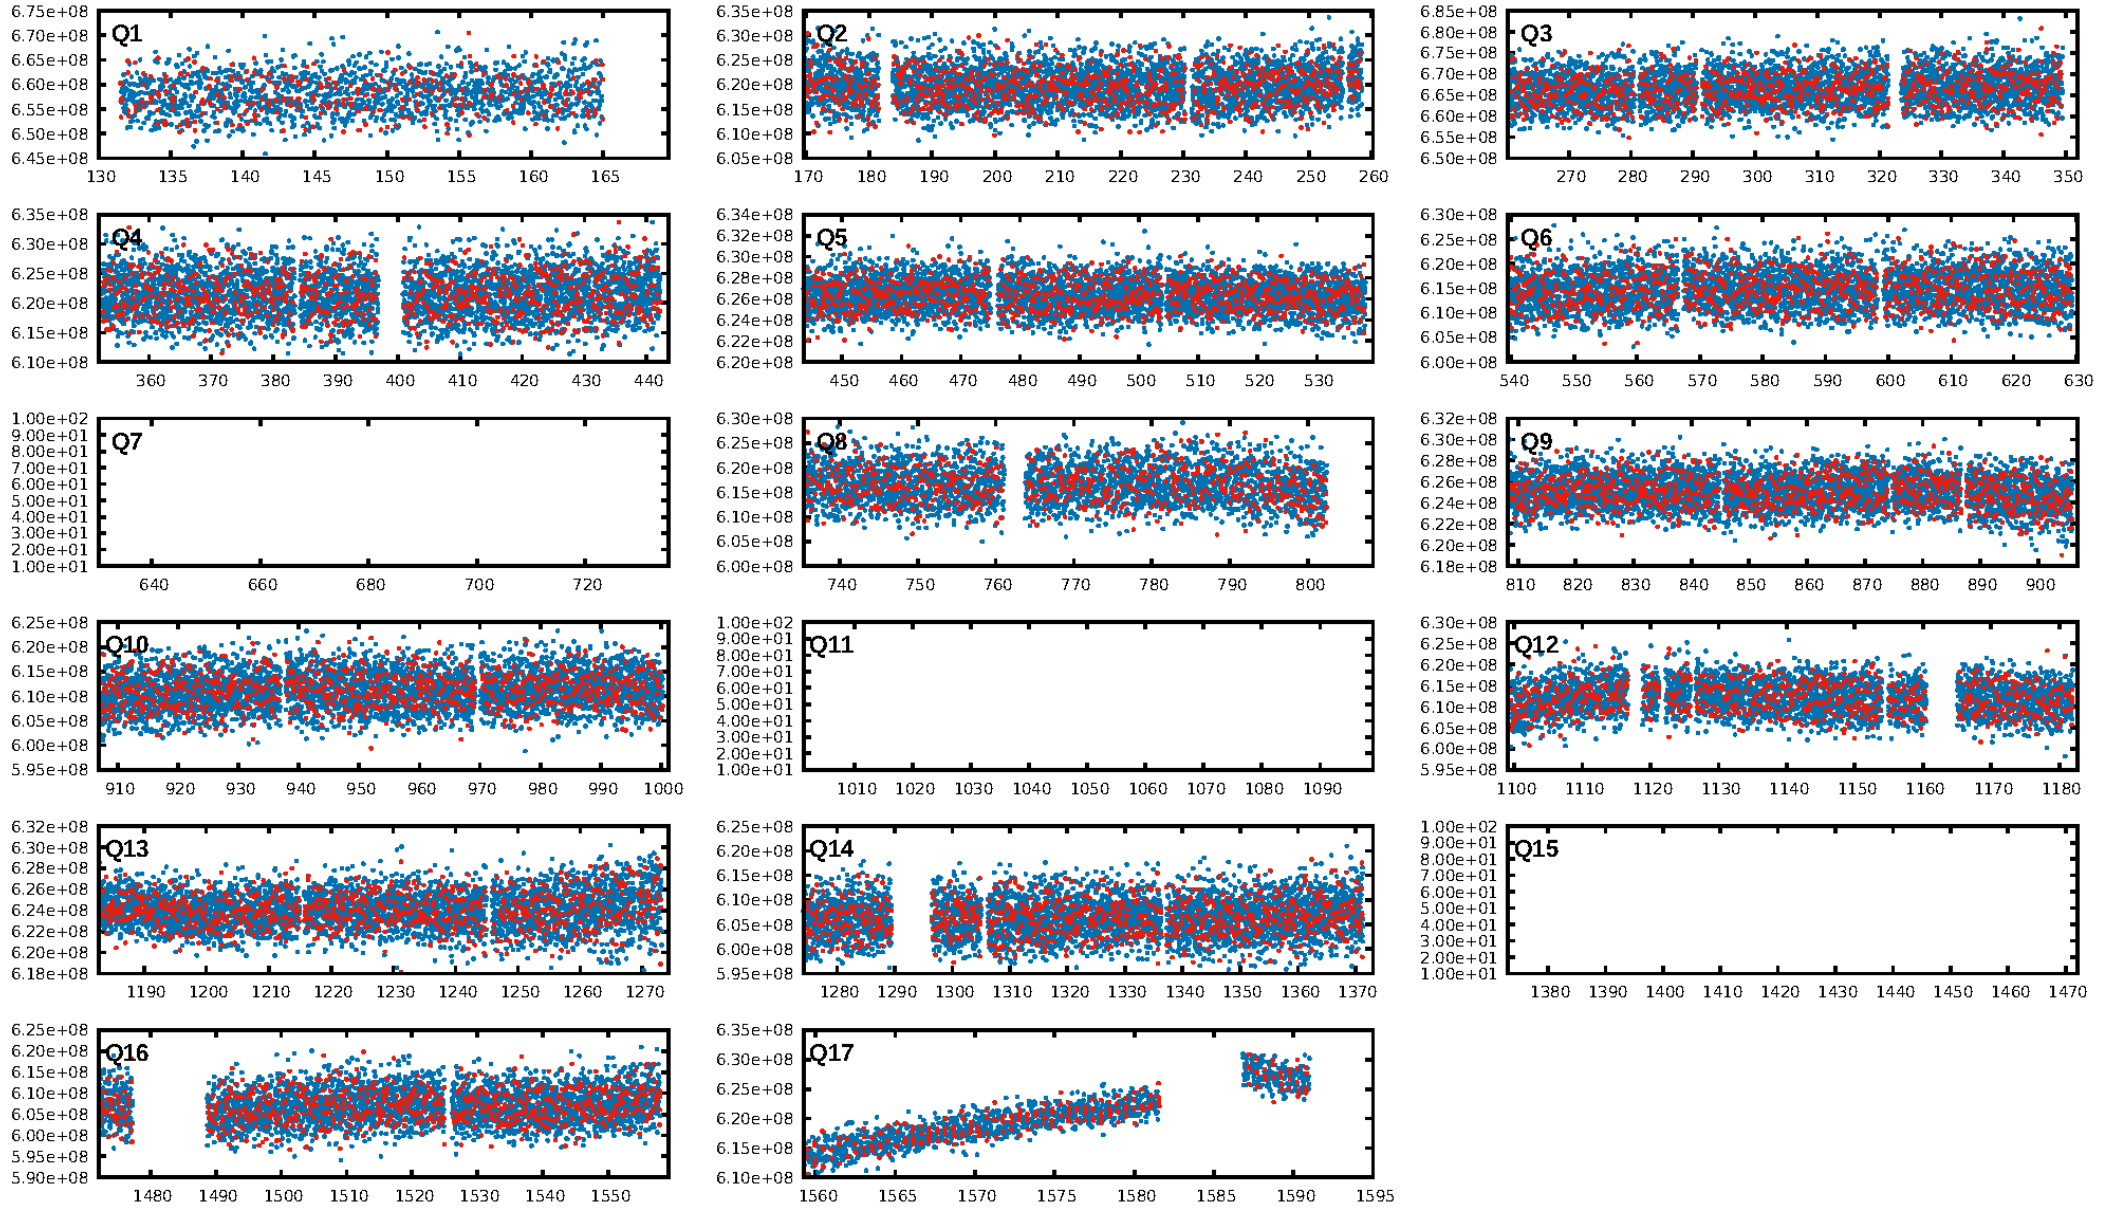 6.75e+08 6.70e+08 6.65e+08 6.60e+08 6.55e+08 6.50e+08 6.45e+08
Q1
130 135 140 145 150 155 160 165
6.35e+08 6.30e+08 6.25e+08 6.20e+08 6.15e+08 6.10e+08 6.05e+08
Q2
170 180 190 200 210 220 230 240 250 260
6.85e+08 6.80e+08 6.75e+08 6.70e+08 6.65e+08 6.60e+08 6.55e+08 6.50e+08
Q3
270 280 290 300 310 320 330 340 350
6.35e+08 6.30e+08 6.25e+08 6.20e+08 6.15e+08 6.10e+08
Q4
360 370 380 390 400 410 420 430 440
6.34e+08 6.32e+08 6.30e+08 6.28e+08 6.26e+08 6.24e+08 6.22e+08 6.20e+08
Q5
450 460 470 480 490 500 510 520 530
6.30e+08 6.25e+08 6.20e+08 6.15e+08 6.10e+08 6.05e+08 6.00e+08
Q6
540 550 560 570 580 590 600 610 620 630
1.00e+02 9.00e+01 8.00e+01 7.00e+01 6.00e+01 5.00e+01 4.00e+01 3.00e+01 2.00e+01 1.00e+01
Q7
640 660 680 700 720
6.30e+08 6.25e+08 6.20e+08 6.15e+08 6.10e+08 6.05e+08 6.00e+08
Q8
740 750 760 770 780 790 800
6.32e+08 6.30e+08 6.28e+08 6.26e+08 6.24e+08 6.22e+08 6.20e+08 6.18e+08
Q9
810 820 830 840 850 860 870 880 890 900
6.25e+08 6.20e+08 6.15e+08 6.10e+08 6.05e+08 6.00e+08 5.95e+08
Q10
910 920 930 940 950 960 970 980 990 1000
1.00e+02 9.00e+01 8.00e+01 7.00e+01 6.00e+01 5.00e+01 4.00e+01 3.00e+01 2.00e+01 1.00e+01
Q11
1010 1020 1030 1040 1050 1060 1070 1080 1090
6.30e+08 6.25e+08 6.20e+08 6.15e+08 6.10e+08 6.05e+08 6.00e+08 5.95e+08
Q12
1100 1110 1120 1130 1140 1150 1160 1170 1180
6.32e+08 6.30e+08 6.28e+08 6.26e+08 6.24e+08 6.22e+08 6.20e+08 6.18e+08
Q13
1190 1200 1210 1220 1230 1240 1250 1260 1270
6.25e+08 6.20e+08 6.15e+08 6.10e+08 6.05e+08 6.00e+08 5.95e+08
Q14
1280 1290 1300 1310 1320 1330 1340 1350 1360 1370
1.00e+02 9.00e+01 8.00e+01 7.00e+01 6.00e+01 5.00e+01 4.00e+01 3.00e+01 2.00e+01 1.00e+01
Q15
1380 1390 1400 1410 1420 1430 1440 1450 1460 1470
6.25e+08 6.20e+08 6.15e+08 6.10e+08 6.05e+08 6.00e+08 5.95e+08 5.90e+08
Q16
1480 1490 1500 1510 1520 1530 1540 1550
6.35e+08 6.30e+08 6.25e+08 6.20e+08 6.15e+08 6.10e+08
Q17
1560 1565 1570 1575 1580 1585 1590 1595